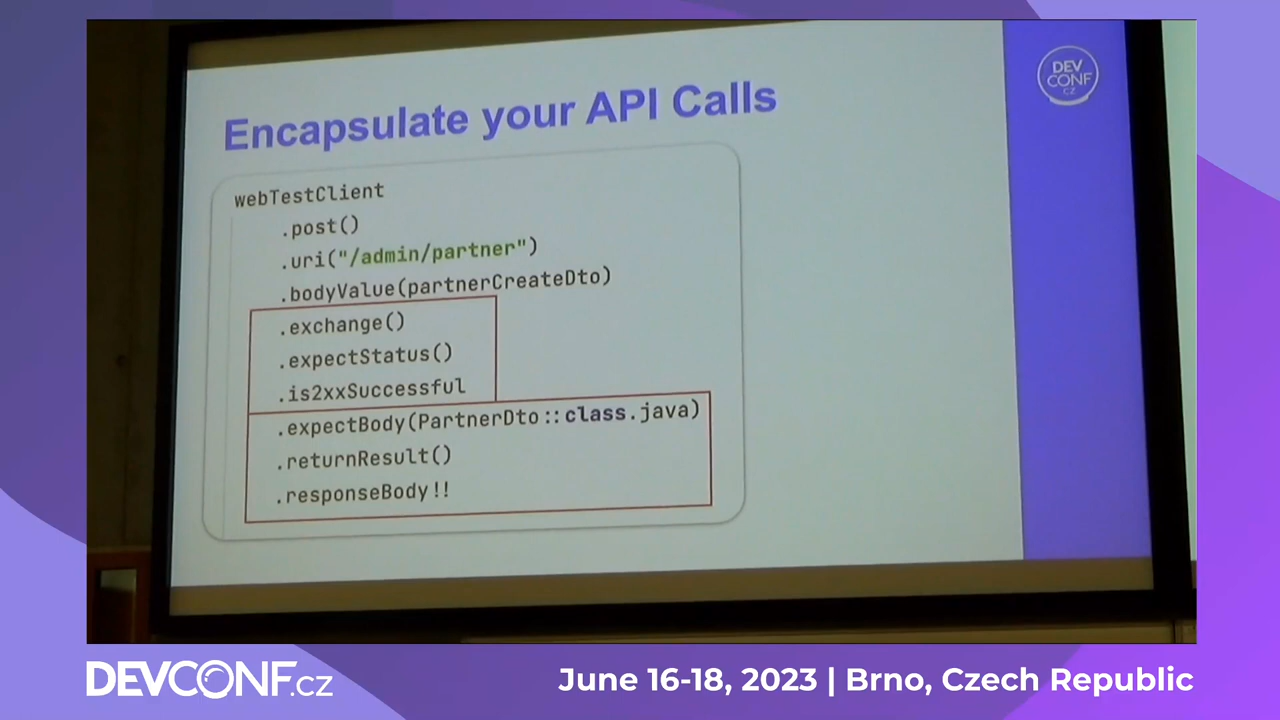 Encapsulate your API Calls
DEV
CONF
CZ
webTestClient
.post()
.uri("/admin/partner")
.bodyValue(partnerCreateDto)
.exchange()
.expectStatus()
.is2xxSuccessful
.expectBody(PartnerDto::class.java)
.returnResult()
.responseBody!!
DEVCONF.cz
June 16-18, 2023 | Brno, Czech Republic